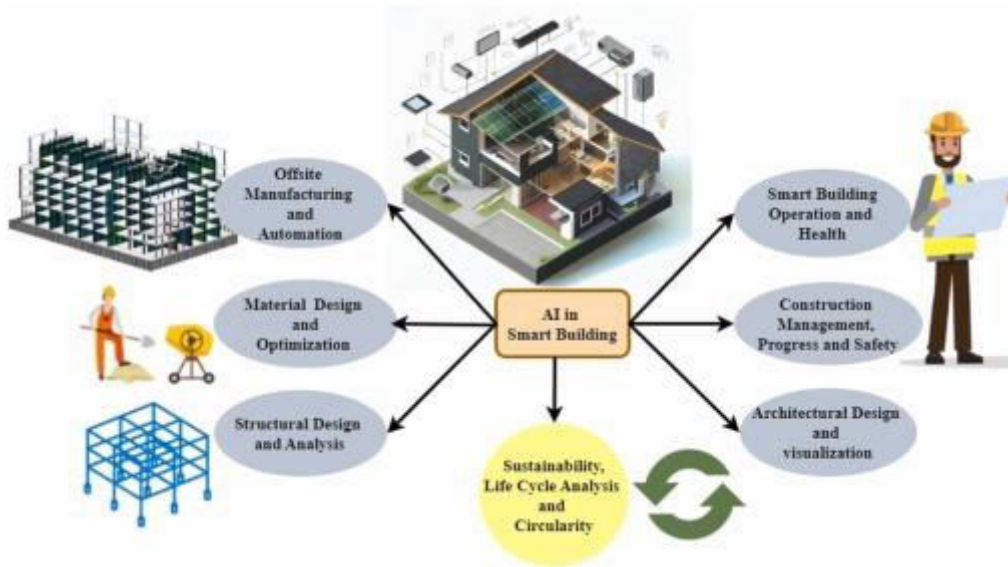 Offsite
Manufacturing
and
Automation
Smart Building
Operation and
Health
Material Design
and
Optimization
AI in
Smart Building
Construction
Management,
Progress and Safety
Structural Design
and Analysis
Architectural Design
and
visualization
Sustainability,
Life Cycle Analysis
and
Circularity